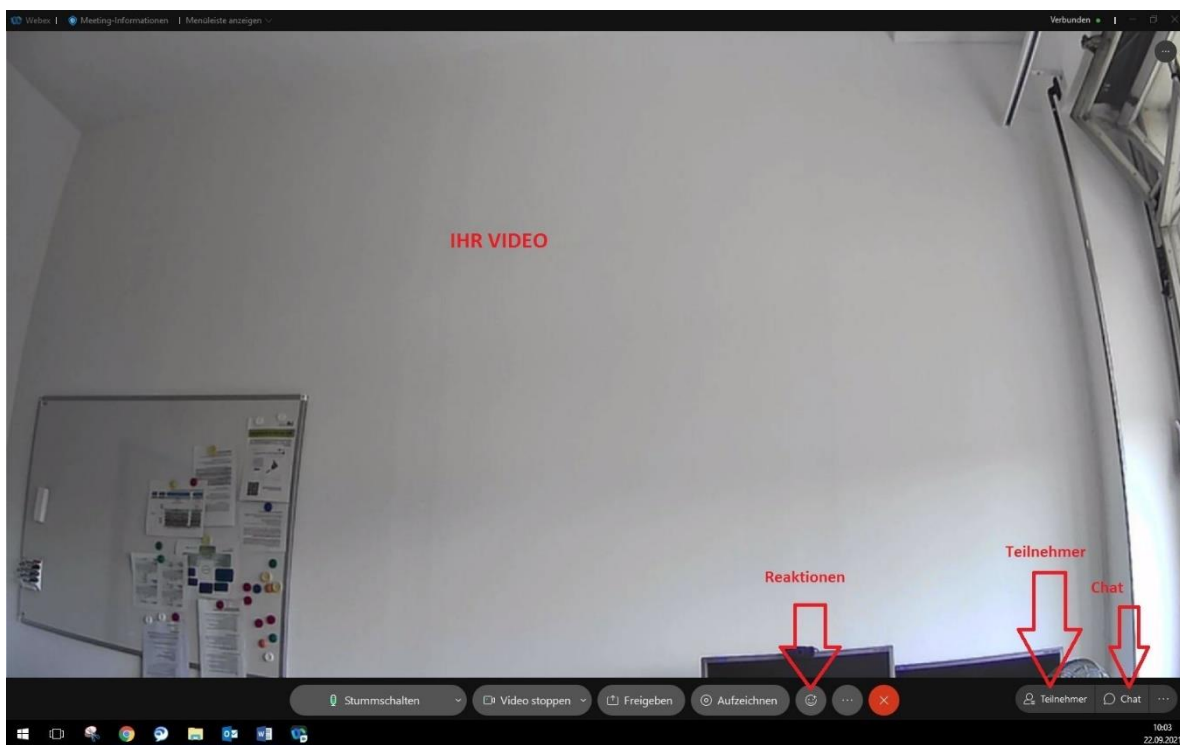 Webex
Meeting-Informationen
Menüleiste anzeigen
Verbunden
IHR VIDEO
Teilnehmer
Reaktionen
Chat
Stummschalten
Video stoppen
Freigeben
Aufzeichnen
Teilnehmer
Chat
10:03
22.09.2021